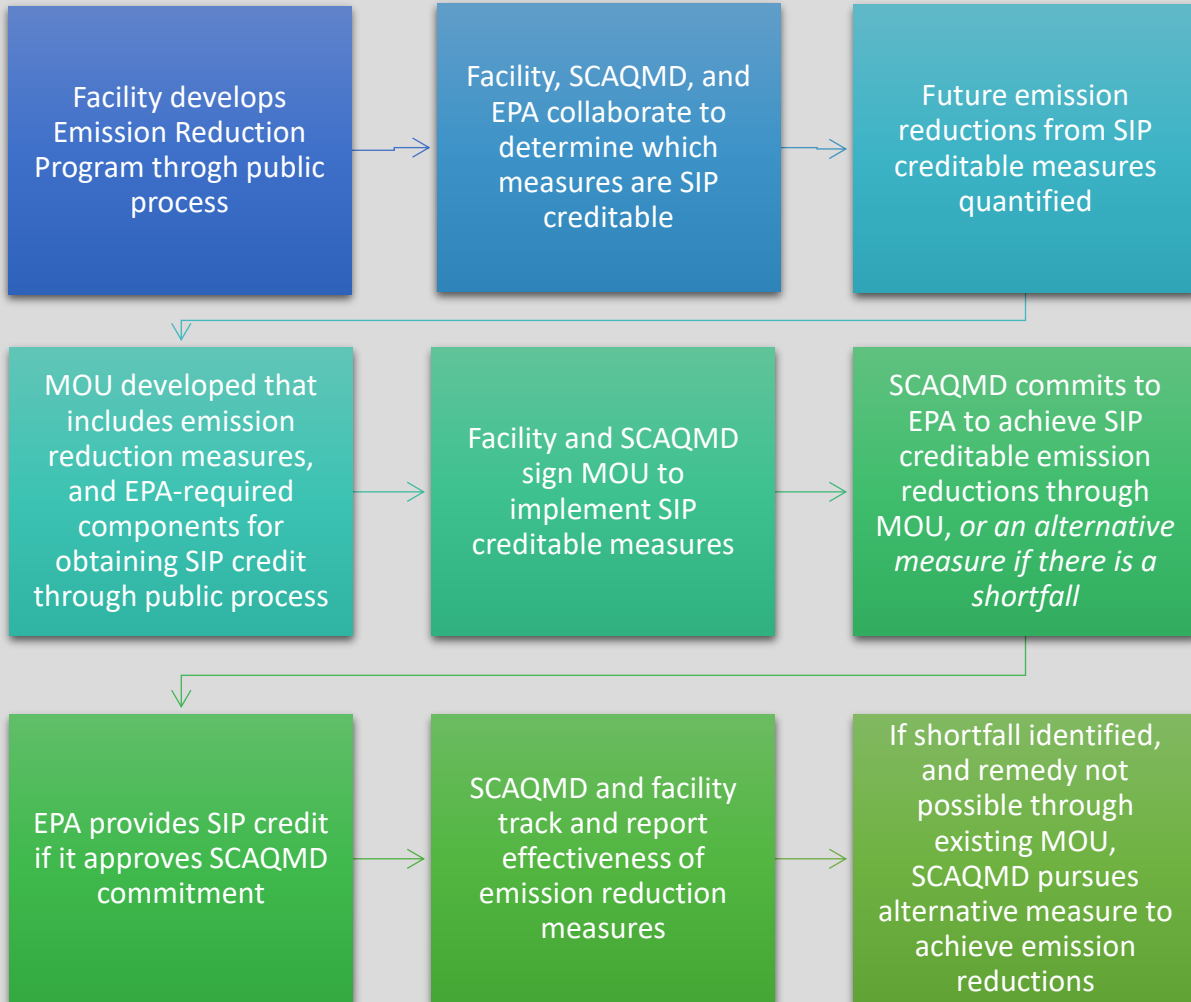 Facility develops
Emission Reduction
Program throgh public
process
Facility, SCAQMD, and
EPA collaborate to
determine which
measures are SIP
creditable
Future emission
reductions from SIP
creditable measures
quantified
MOU developed that
includes emission
reduction measures,
and EPA-required
components for
obtaining SIP credit
through public process
Facility and SCAQMD
sign MOU to
implement SIP
creditable measures
SCAQMD commits to
EPA to achieve SIP
creditable emission
reductions through
MOU, or an alternative
measure if there is a
shortfall
EPA provides SIP credit
if it approves SCAQMD
commitment
SCAQMD and facility
track and report
effectiveness of
emission reduction
measures
If shortfall identified,
and remedy not
possible through
existing MOU,
SCAQMD pursues
alternative measure to
achieve emission
reductions